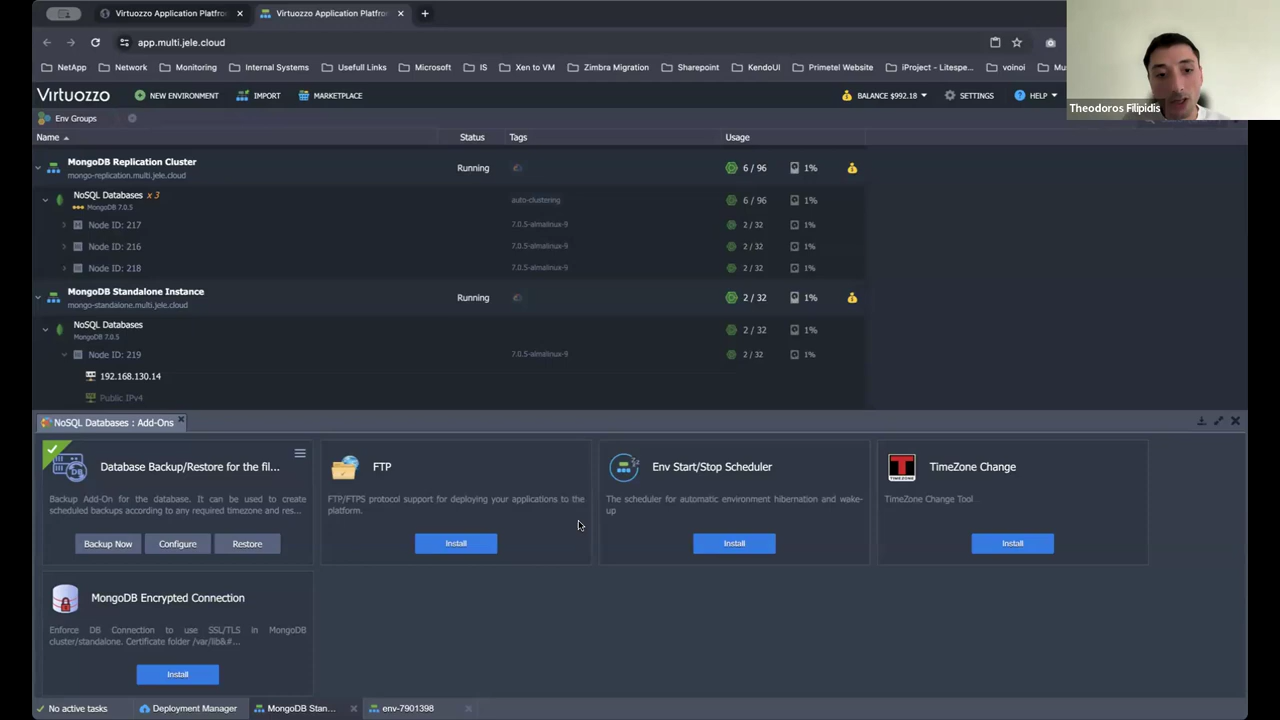 Virtuozzo Application Platfro
Virtuozzo Application Platfro
app.multi.jele.cloud
NetApp
Network
Monitoring
Internal Systems
Usefull Links
Microsoft
IS
Xen to VM
Zimbra Migration
Sharepoint
KendoUI
Primetel Website
iProject - Litespe...
voinoi
Mu
Theodoros Filipidis
Virtuozzo
NEW ENVIRONMENT
IMPORT
MARKETPLACE
BALANCE $992.18
SETTINGS
HELP
Env Groups
Name
Status
Tags
Usage
MongoDB Replication Cluster
mongo-replication.multi.jele.cloud
Running
6 / 96
1%
NoSQL Databases x 3
MongoDB 7.0.5
auto-clustering
6 / 96
1%
Node ID: 217
7.0.5-almalinux-9
2 / 32
1%
Node ID: 216
7.0.5-almalinux-9
2 / 32
1%
Node ID: 218
7.0.5-almalinux-9
2 / 32
1%
MongoDB Standalone Instance
mongo-standalone.multi.jele.cloud
Running
2 / 32
1%
NoSQL Databases
MongoDB 7.0.5
2 / 32
1%
Node ID: 219
7.0.5-almalinux-9
2 / 32
1%
192.168.130.14
Public IPv4
NoSQL Databases : Add-Ons
Database Backup/Restore for the fil...
Backup Add-On for the database. It can be used to create
scheduled backups according to any required timezone and res...
Backup Now
Configure
Restore
FTP
FTP/FTPS protocol support for deploying your applications to the
platform.
Install
Env Start/Stop Scheduler
The scheduler for automatic environment hibernation and wake-
up
Install
TimeZone Change
TimeZone Change Tool
Install
MongoDB Encrypted Connection
Enforce DB Connection to use SSL/TLS in MongoDB
cluster/standalone. Certificate folder /var/lib&#...
Install
No active tasks
Deployment Manager
MongoDB Stan...
env-7901398